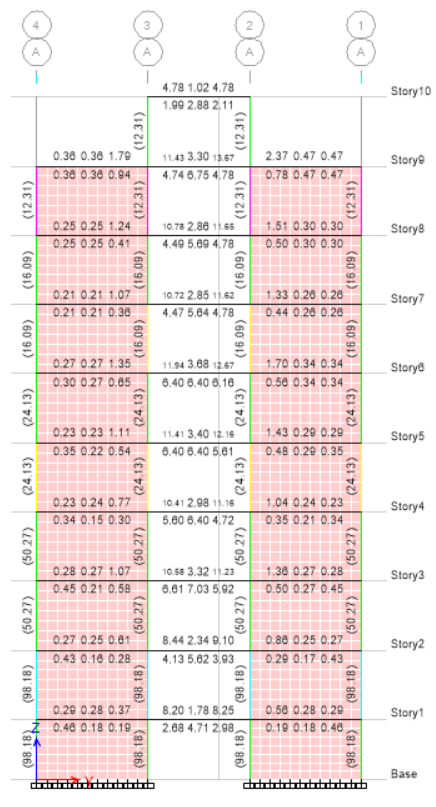 4 3 2 1
A A A A
4.78 1.02 4.78 Story10
1.99 2.88 2.11
(12.31) (12.31)
0.36 0.36 1.79 11.43 3.30 13.67 2.37 0.47 0.47 Story9
0.36 0.36 0.94 4.74 6.75 4.78 0.78 0.47 0.47
(12.31) (12.31) (12.31) (12.31)
0.25 0.25 1.24 10.78 2.86 11.65 1.51 0.30 0.30 Story8
0.25 0.25 0.41 4.49 5.69 4.78 0.50 0.30 0.30
(16.09) (16.09) (16.09) (16.09)
0.21 0.21 1.07 10.72 2.85 11.62 1.33 0.26 0.26 Story7
0.21 0.21 0.36 4.47 5.64 4.78 0.44 0.26 0.26
(16.09) (16.09) (16.09) (16.09)
0.27 0.27 1.35 11.94 3.68 12.67 1.70 0.34 0.34 Story6
0.30 0.27 0.65 6.40 6.40 6.16 0.56 0.34 0.34
(24.13) (24.13) (24.13) (24.13)
0.23 0.23 1.11 11.41 3.40 12.16 1.43 0.29 0.29 Story5
0.35 0.22 0.54 6.40 6.40 5.61 0.48 0.29 0.35
(24.13) (24.13) (24.13) (24.13)
0.23 0.24 0.77 10.41 2.98 11.16 1.04 0.24 0.23 Story4
0.34 0.15 0.30 5.60 6.40 4.72 0.35 0.21 0.34
(50.27) (50.27) (50.27) (50.27)
0.28 0.27 1.07 10.58 3.32 11.23 1.36 0.27 0.28 Story3
0.45 0.21 0.58 6.61 7.03 5.92 0.50 0.27 0.45
(50.27) (50.27) (50.27) (50.27)
0.27 0.25 0.61 8.44 2.34 9.10 0.86 0.25 0.27 Story2
0.43 0.16 0.28 4.13 5.62 3.93 0.29 0.17 0.43
(98.18) (98.18) (98.18) (98.18)
0.29 0.28 0.37 8.20 1.78 8.25 0.56 0.28 0.29 Story1
Z 0.46 0.18 0.19 2.68 4.71 2.98 0.19 0.18 0.46
(98.18) (98.18) (98.18) (98.18)
Base